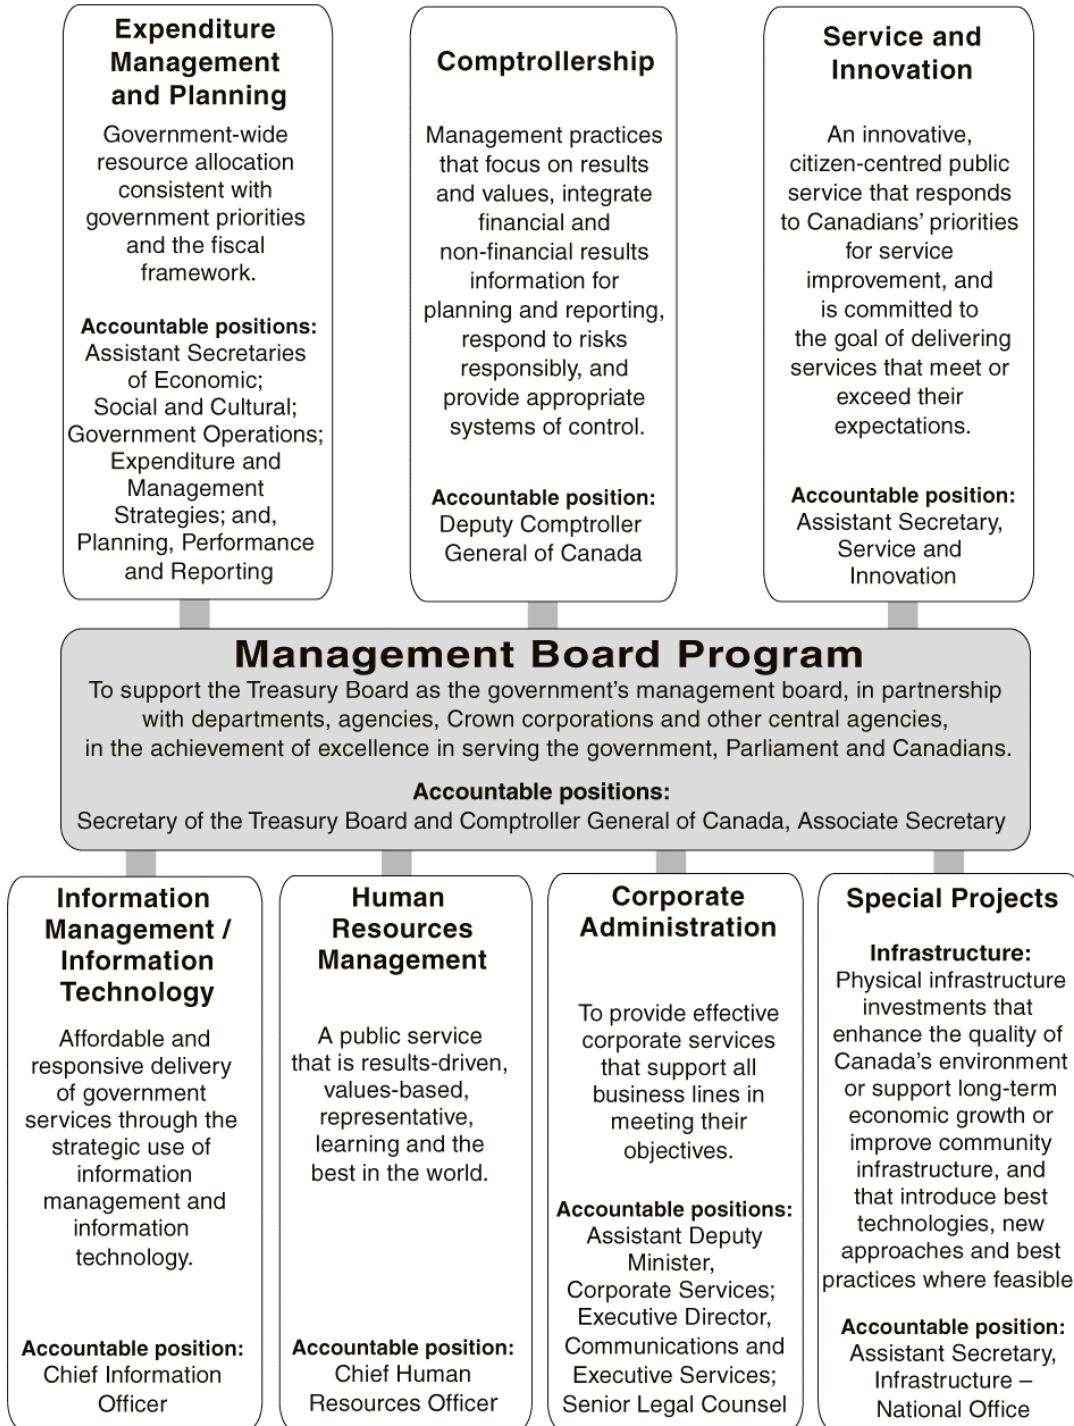 Expenditure
Management
and Planning
Government-wide
resource allocation
consistent with
government priorities
and the fiscal
framework.
Accountable positions:
Assistant Secretaries
of Economic;
Social and Cultural;
Government Operations;
Expenditure and
Management
Strategies; and,
Planning, Performance
and Reporting
Comptrollership
Management practices
that focus on results
and values, integrate
financial and
non-financial results
information for
planning and reporting,
respond to risks
responsibly, and
provide appropriate
systems of control.
Accountable position:
Deputy Comptroller
General of Canada
Service and
Innovation
An innovative,
citizen-centred public
service that responds
to Canadians’ priorities
for service
improvement, and
is committed to
the goal of delivering
services that meet or
exceed their
expectations.
Accountable position:
Assistant Secretary,
Service and
Innovation
Management Board Program
To support the Treasury Board as the government’s management board, in partnership
with departments, agencies, Crown corporations and other central agencies,
in the achievement of excellence in serving the government, Parliament and Canadians.
Accountable positions:
Secretary of the Treasury Board and Comptroller General of Canada, Associate Secretary
Information
Management /
Information
Technology
Affordable and
responsive delivery
of government
services through the
strategic use of
information
management and
information
technology.
Accountable position:
Chief Information
Officer
Human
Resources
Management
A public service
that is results-driven,
values-based,
representative,
learning and the
best in the world.
Accountable position:
Chief Human
Resources Officer
Corporate
Administration
To provide effective
corporate services
that support all
business lines in
meeting their
objectives.
Accountable positions:
Assistant Deputy
Minister,
Corporate Services;
Executive Director,
Communications and
Executive Services;
Senior Legal Counsel
Special Projects
Infrastructure:
Physical infrastructure
investments that
enhance the quality of
Canada’s environment
or support long-term
economic growth or
improve community
infrastructure, and
that introduce best
technologies, new
approaches and best
practices where feasible
Accountable position:
Assistant Secretary,
Infrastructure –
National Office